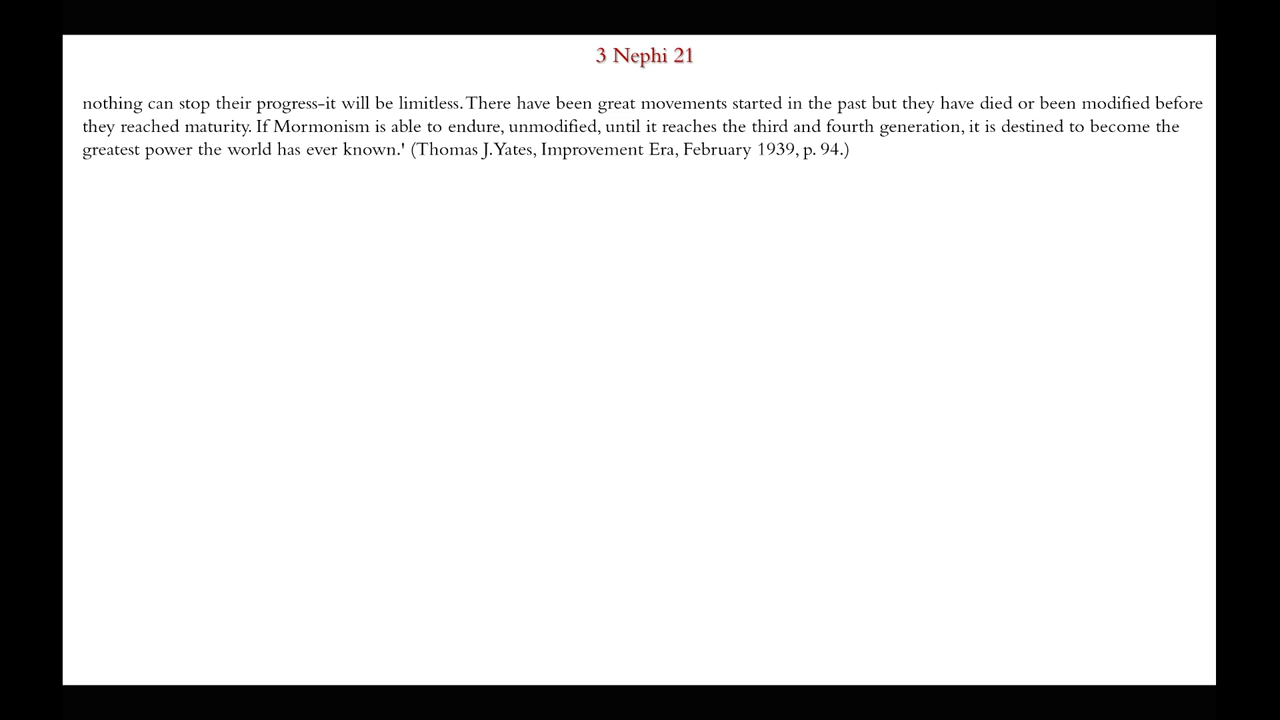 3 Nephi 21
nothing can stop their progress-it will be limitless. There have been great movements started in the past but they have died or been modified before
they reached maturity. If Mormonism is able to endure, unmodified, until it reaches the third and fourth generation, it is destined to become the
greatest power the world has ever known.' (Thomas J. Yates, Improvement Era, February 1939, p. 94.)